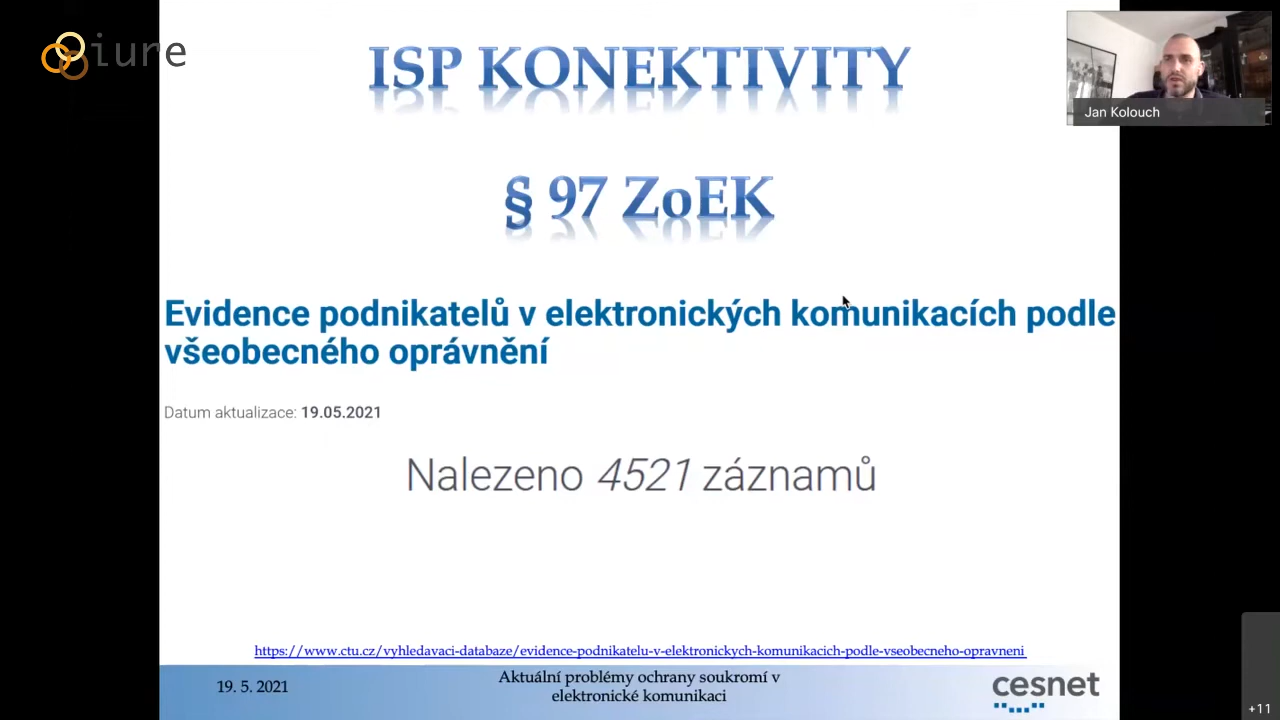 iure
ISP KONEKTIVITY
Jan Kolouch
§ 97 ZoEK
Evidence podnikatelů v elektronických komunikacích podle
všeobecného oprávnění
Datum aktualizace: 19.05.2021
Nalezeno 4521 záznamů
https://www.ctu.cz/vyhledavaci-databaze/evidence-podnikatelu-v-elektronickych-komunikacich-podle-vseobecneho-opravneni
19. 5. 2021
Aktuální problémy ochrany soukromí v
elektronické komunikaci
cesnet
+11